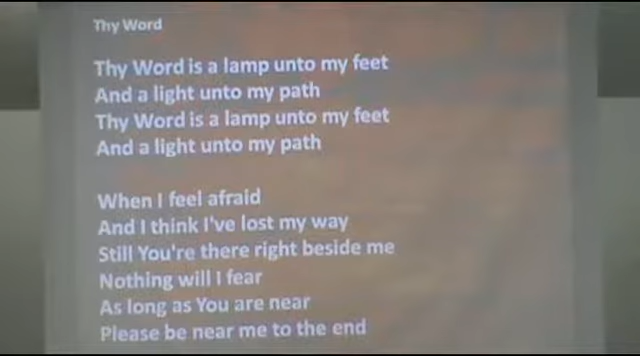 Thy Word
Thy Word is a lamp unto my feet
And a light unto my path
Thy Word is a lamp unto my feet
And a light unto my path
When I feel afraid
And I think I've lost my way
Still You're there right beside me
Nothing will I fear
As long as You are near
Please be near me to the end